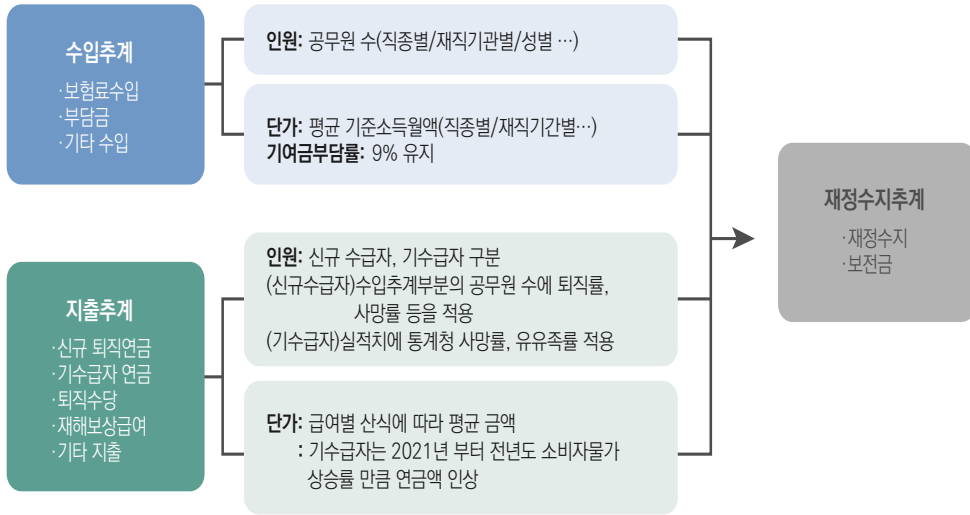 수입추계
·보험료수입
·부담금
·기타 수입
인원: 공무원 수(직종별/재직기관별/성별 …)
단가: 평균 기준소득월액(직종별/재직기간별…)
기여금부담률: 9% 유지
지출추계
·신규 퇴직연금
·기수급자 연금
·퇴직수당
·재해보상급여
·기타 지출
인원: 신규 수급자, 기수급자 구분
(신규수급자)수입추계부분의 공무원 수에 퇴직률,
사망률 등을 적용
(기수급자)실적치에 통계청 사망률, 유유족률 적용
단가: 급여별 산식에 따라 평균 금액
: 기수급자는 2021년 부터 전년도 소비자물가
상승률 만큼 연금액 인상
재정수지추계
·재정수지
·보전금